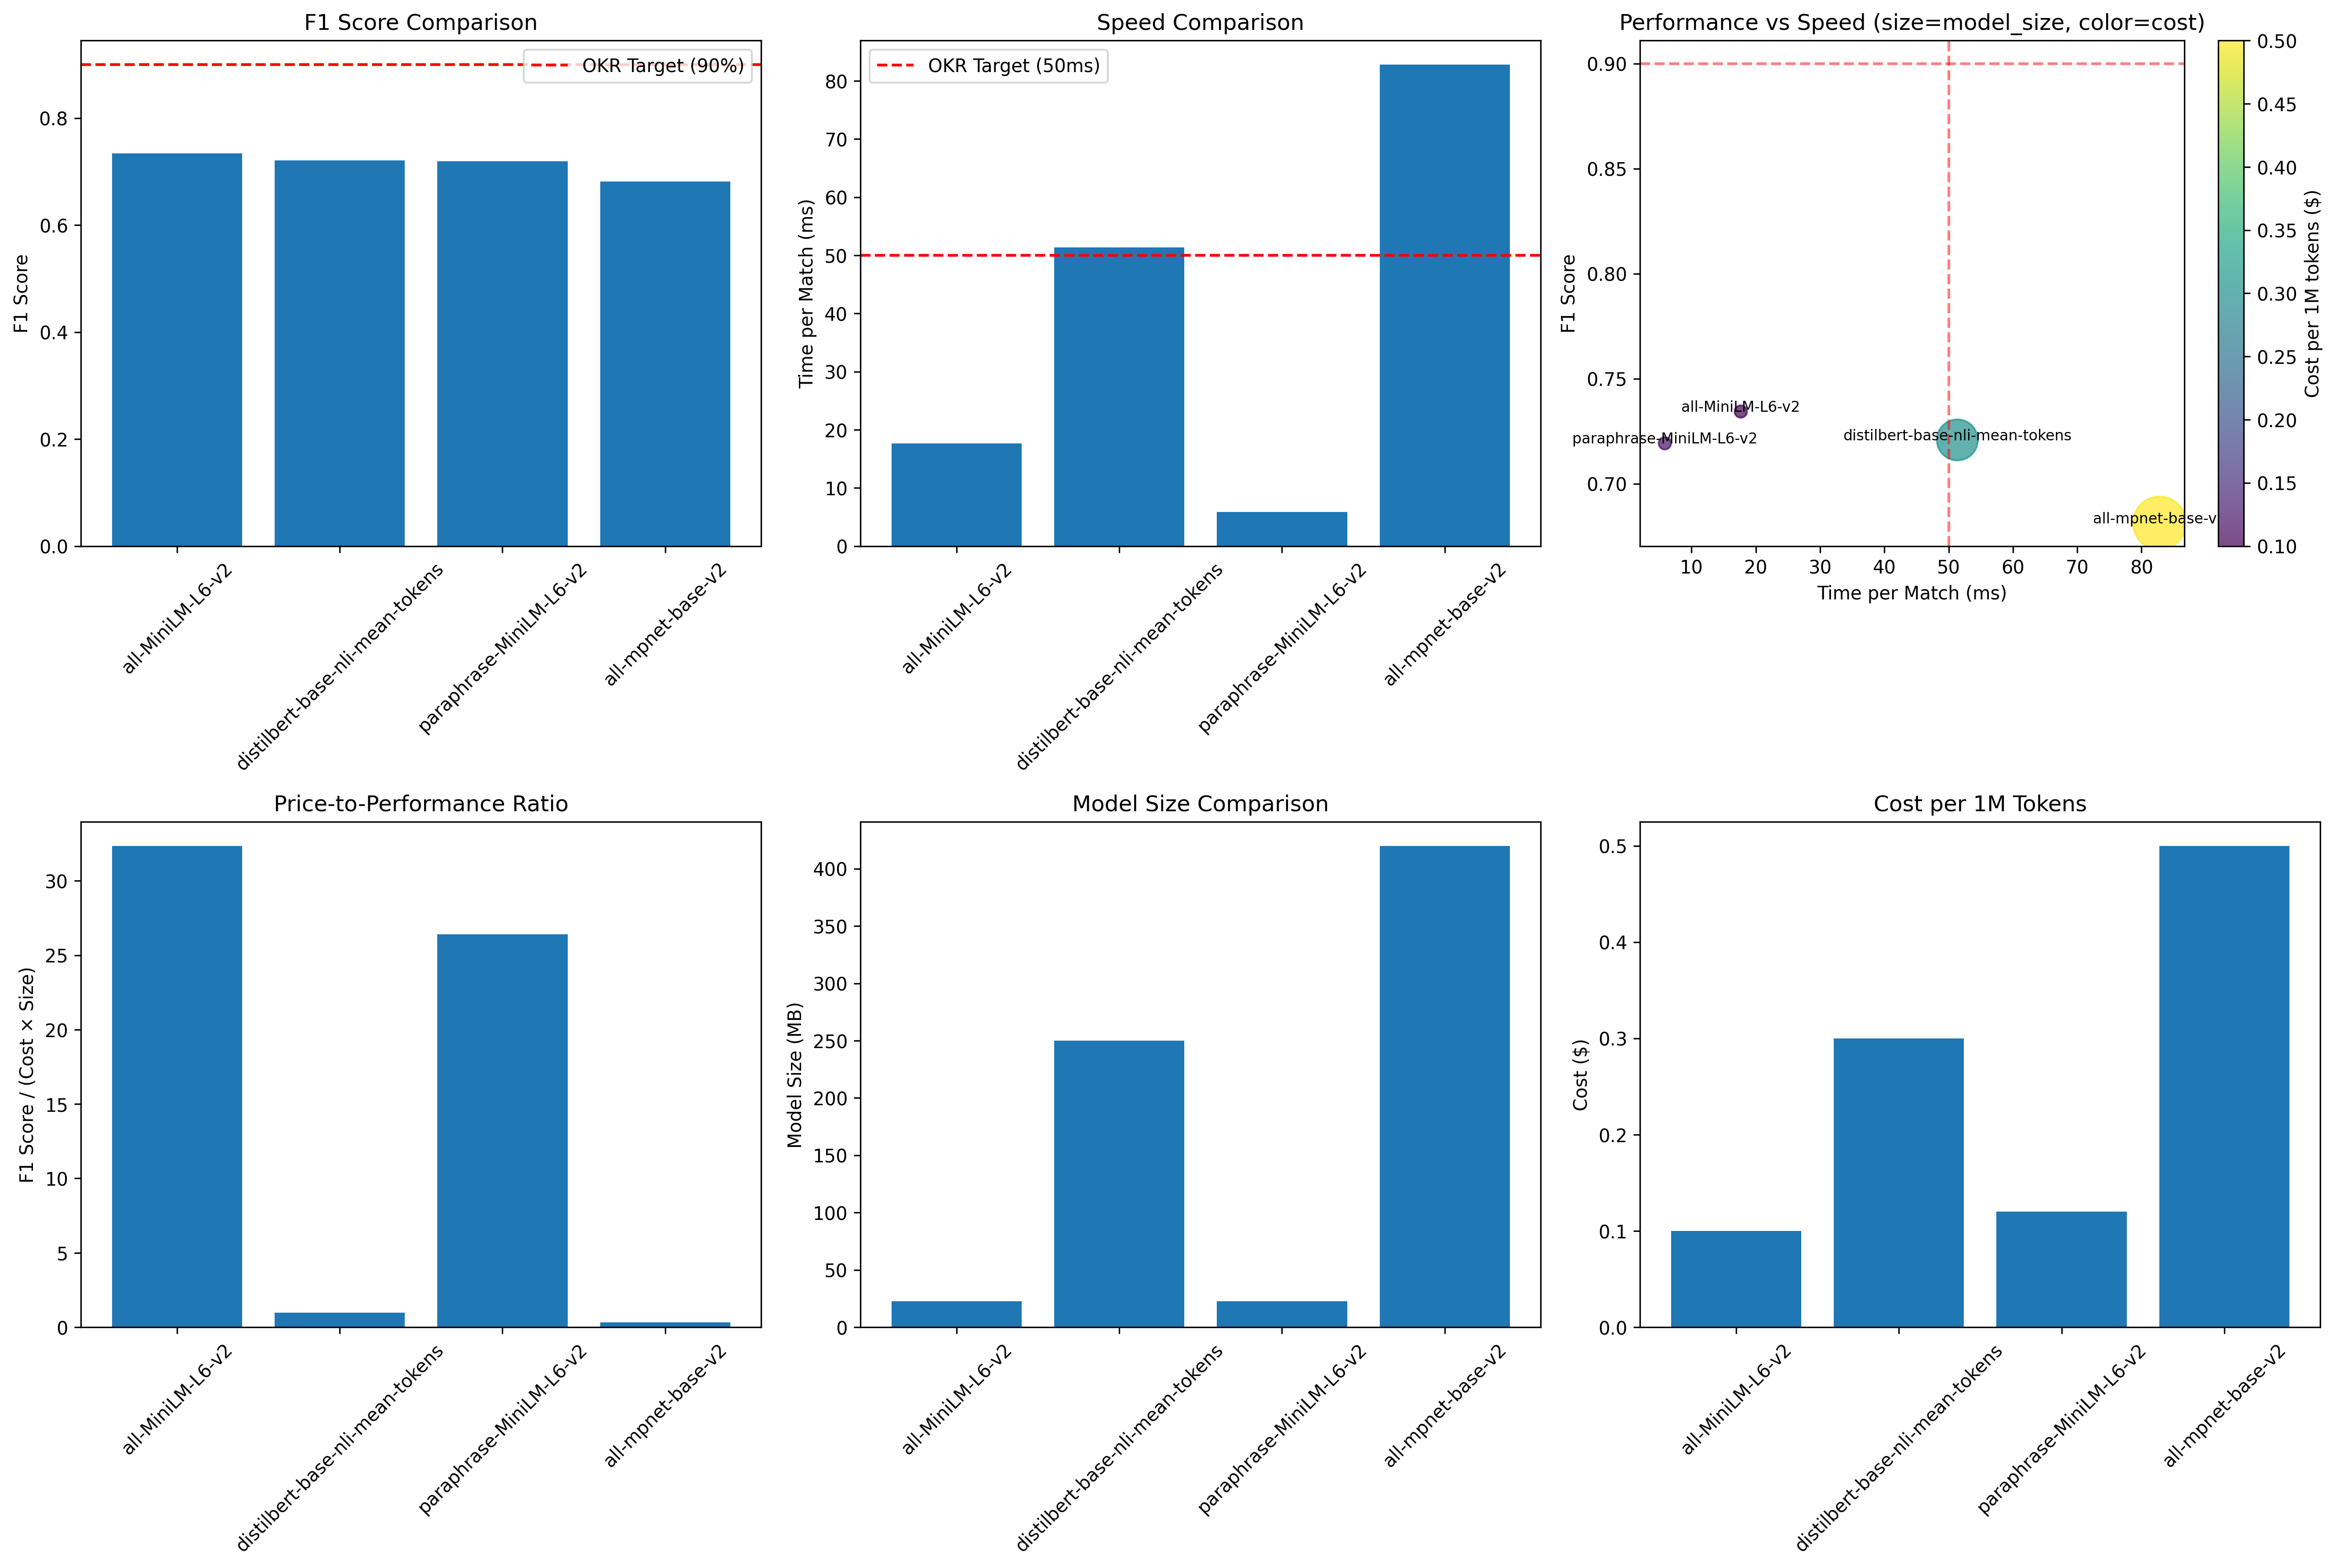 F1 Score Comparison
OKR Target (90%)
F1 Score
0.8
0.6
0.4
0.2
0.0
all-MiniLM-L6-v2
distilbert-base-nli-mean-tokens
paraphrase-MiniLM-L6-v2
all-mpnet-base-v2
Speed Comparison
OKR Target (50ms)
Time per Match (ms)
80
70
60
50
40
30
20
10
0
all-MiniLM-L6-v2
distilbert-base-nli-mean-tokens
paraphrase-MiniLM-L6-v2
all-mpnet-base-v2
Performance vs Speed (size=model_size, color=cost)
F1 Score
0.90
0.85
0.80
0.75
0.70
all-MiniLM-L6-v2
paraphrase-MiniLM-L6-v2
distilbert-base-nli-mean-tokens
all-mpnet-base-v
10 20 30 40 50 60 70 80
Time per Match (ms)
0.50
0.45
0.40
0.35
0.30
0.25
0.20
0.15
0.10
Cost per 1M tokens ($)
Price-to-Performance Ratio
F1 Score / (Cost × Size)
30
25
20
15
10
5
0
all-MiniLM-L6-v2
distilbert-base-nli-mean-tokens
paraphrase-MiniLM-L6-v2
all-mpnet-base-v2
Model Size Comparison
Model Size (MB)
400
350
300
250
200
150
100
50
0
all-MiniLM-L6-v2
distilbert-base-nli-mean-tokens
paraphrase-MiniLM-L6-v2
all-mpnet-base-v2
Cost per 1M Tokens
Cost ($)
0.5
0.4
0.3
0.2
0.1
0.0
all-MiniLM-L6-v2
distilbert-base-nli-mean-tokens
paraphrase-MiniLM-L6-v2
all-mpnet-base-v2